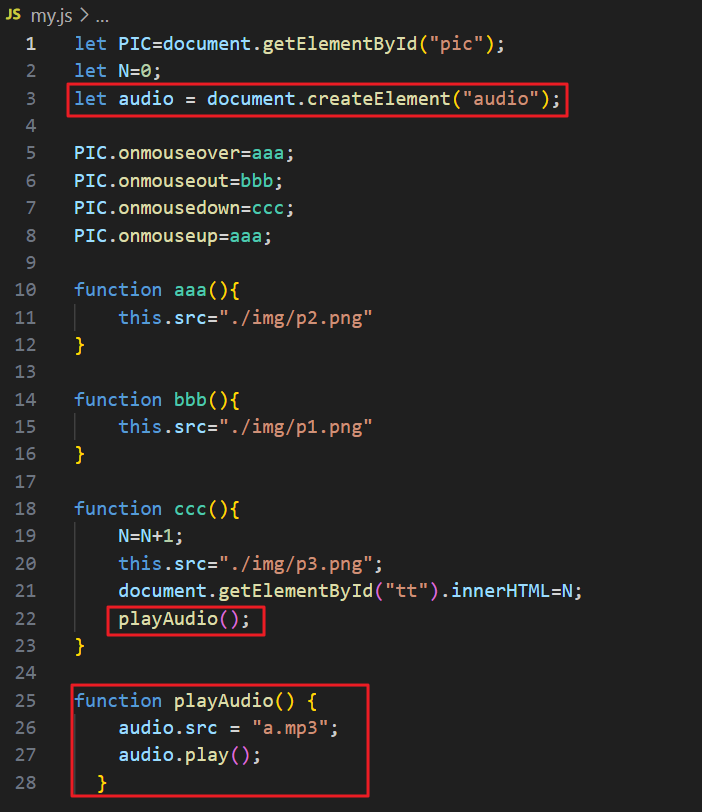 JS my.js > ...
1 let PIC=document.getElementById("pic");
2 let N=0;
3 let audio = document.createElement("audio");
4
5 PIC.onmouseover=aaa;
6 PIC.onmouseout=bbb;
7 PIC.onmousedown=ccc;
8 PIC.onmouseup=aaa;
9
10 function aaa(){
11     this.src="./img/p2.png"
12 }
13
14 function bbb(){
15     this.src="./img/p1.png"
16 }
17
18 function ccc(){
19     N=N+1;
20     this.src="./img/p3.png";
21     document.getElementById("tt").innerHTML=N;
22     playAudio();
23 }
24
25 function playAudio() {
26     audio.src = "a.mp3";
27     audio.play();
28   }